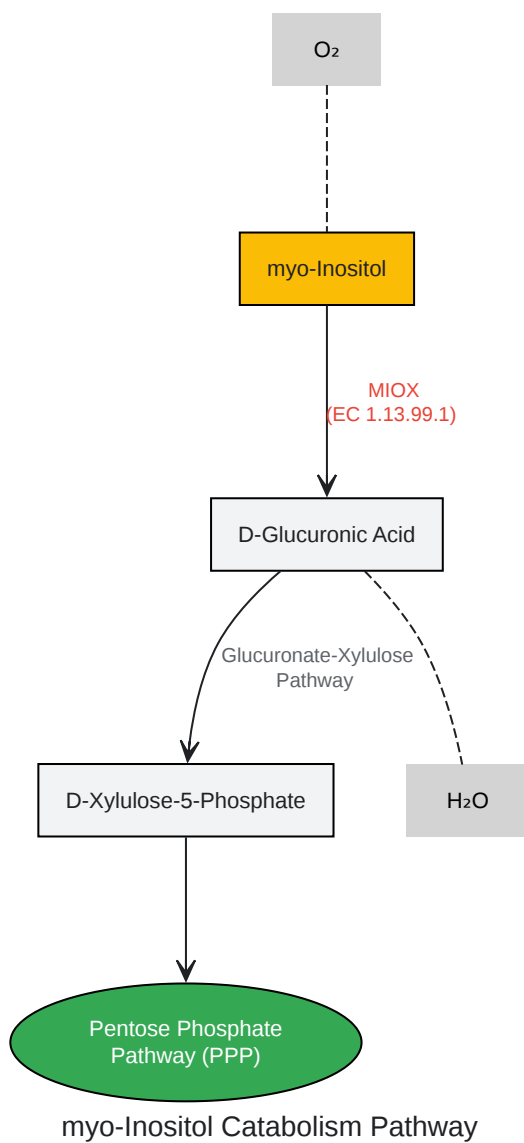 O₂
myo-Inositol
MIOX
(EC 1.13.99.1)
D-Glucuronic Acid
Glucuronate-Xylulose
Pathway
D-Xylulose-5-Phosphate
H₂O
Pentose Phosphate
Pathway (PPP)
myo-Inositol Catabolism Pathway